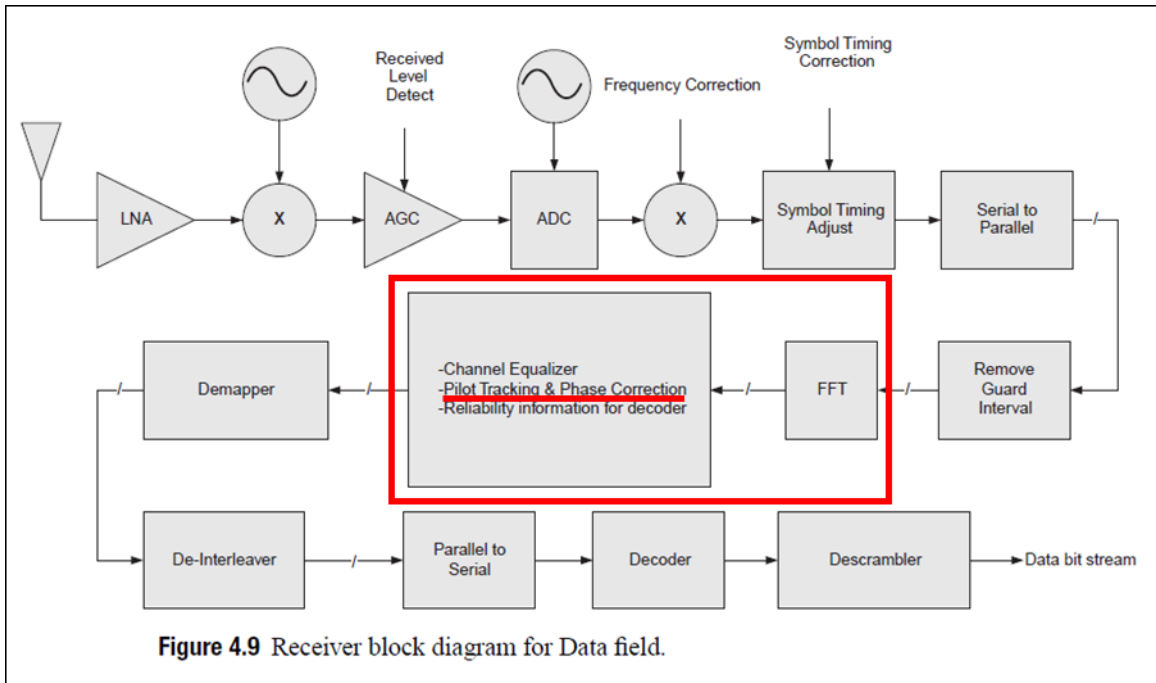 Received
Level
Detect
Symbol Timing
Correction
Frequency Correction
LNA
X
AGC
ADC
X
Symbol Timing
Adjust
Serial to
Parallel
/
Demapper
/
-Channel Equalizer
-Pilot Tracking & Phase Correction
-Reliability information for decoder
/
FFT
/
Remove
Guard
Interval
/
/
De-Interleaver
/
Parallel to
Serial
Decoder
Descrambler
Data bit stream
Figure 4.9 Receiver block diagram for Data field.